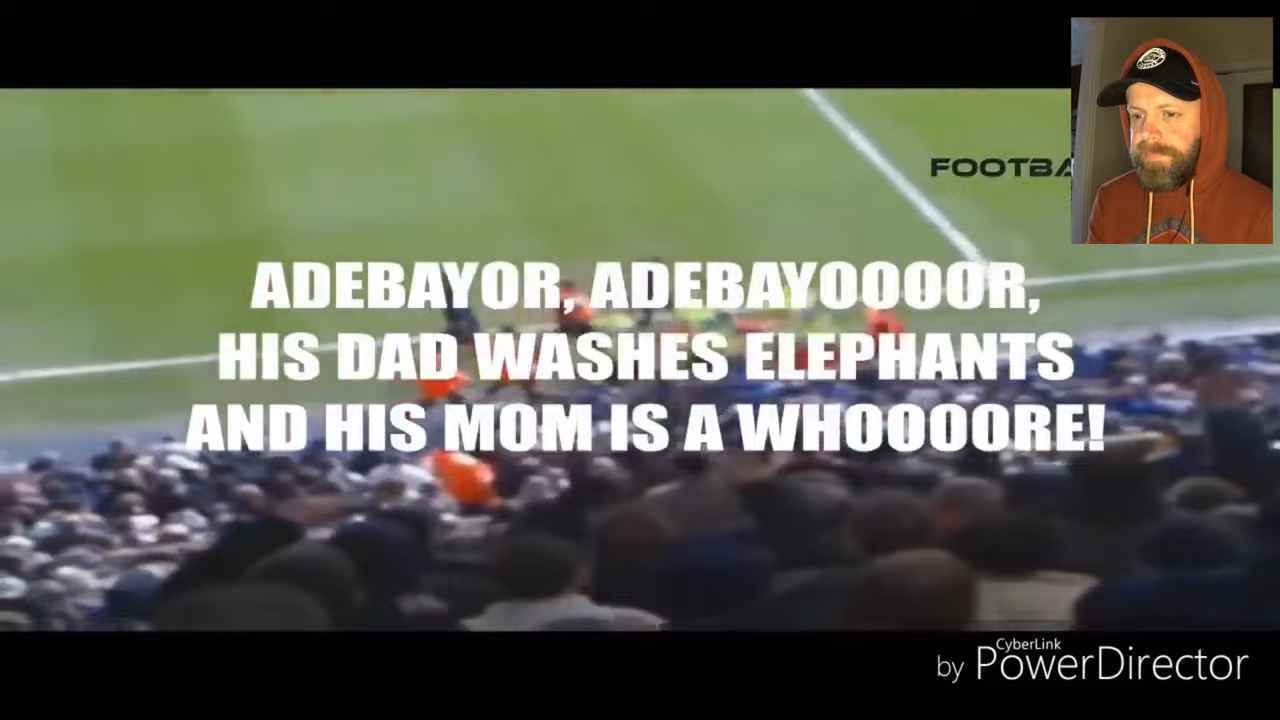 FOOTBA
ADEBAYOR, ADEBAYOOOOR,
HIS DAD WASHES ELEPHANTS
AND HIS MOM IS A WHOOOORE!
CyberLink
by PowerDirector